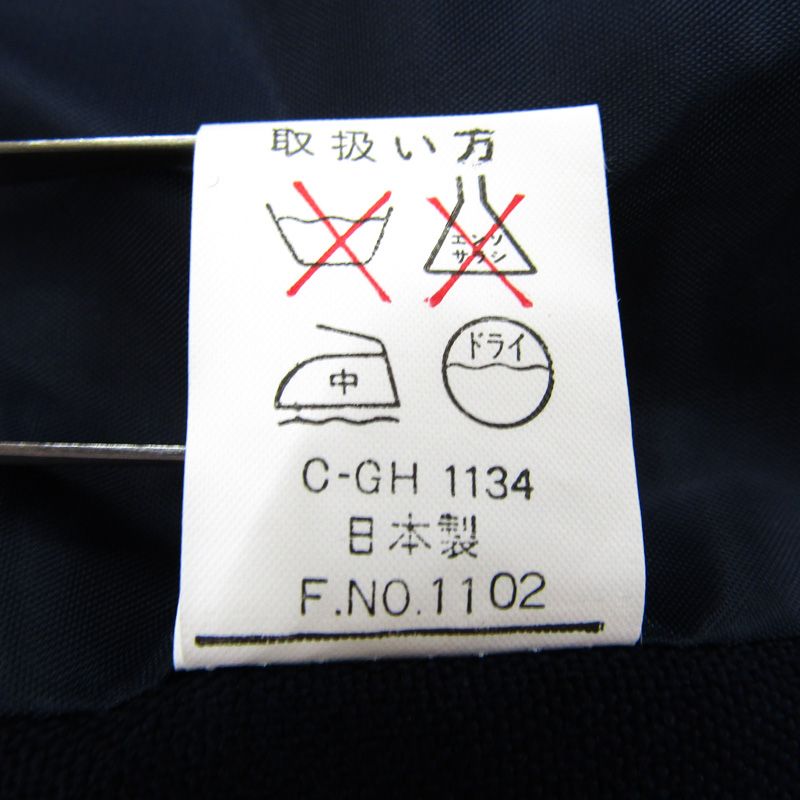 取扱い方
エンソ
サラシ
ドライ
中
C-GH 1134
日本製
F.NO.1102